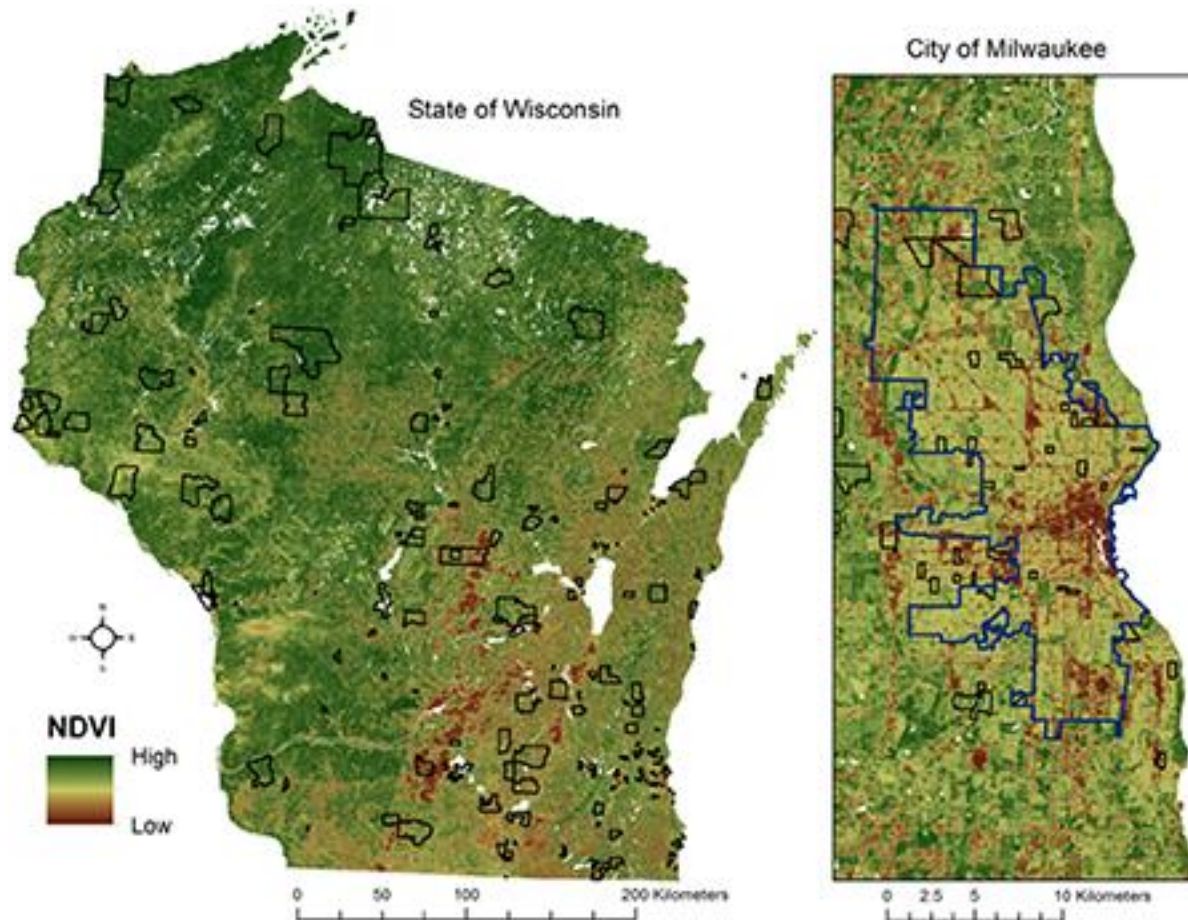 City of Milwaukee
State of Wisconsin
NDVI
High
Low
0 50 100 200 Kilometers
0 2.5 5 10 Kilometers